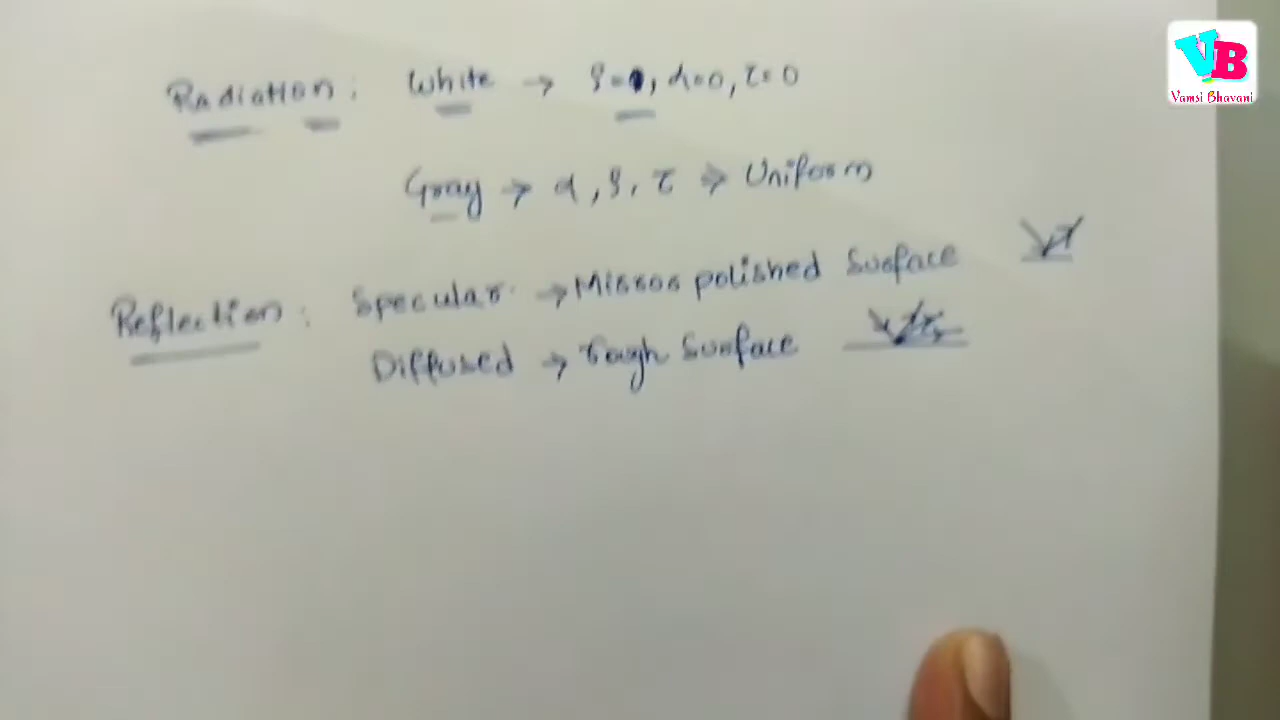 VB
Vamsi Bhavani
Radiation : White → ρ=1, α=0, τ=0
Gray → α, ρ, τ → Uniform
Reflection : Specular → Mirror polished Surface
Diffused → rough Surface